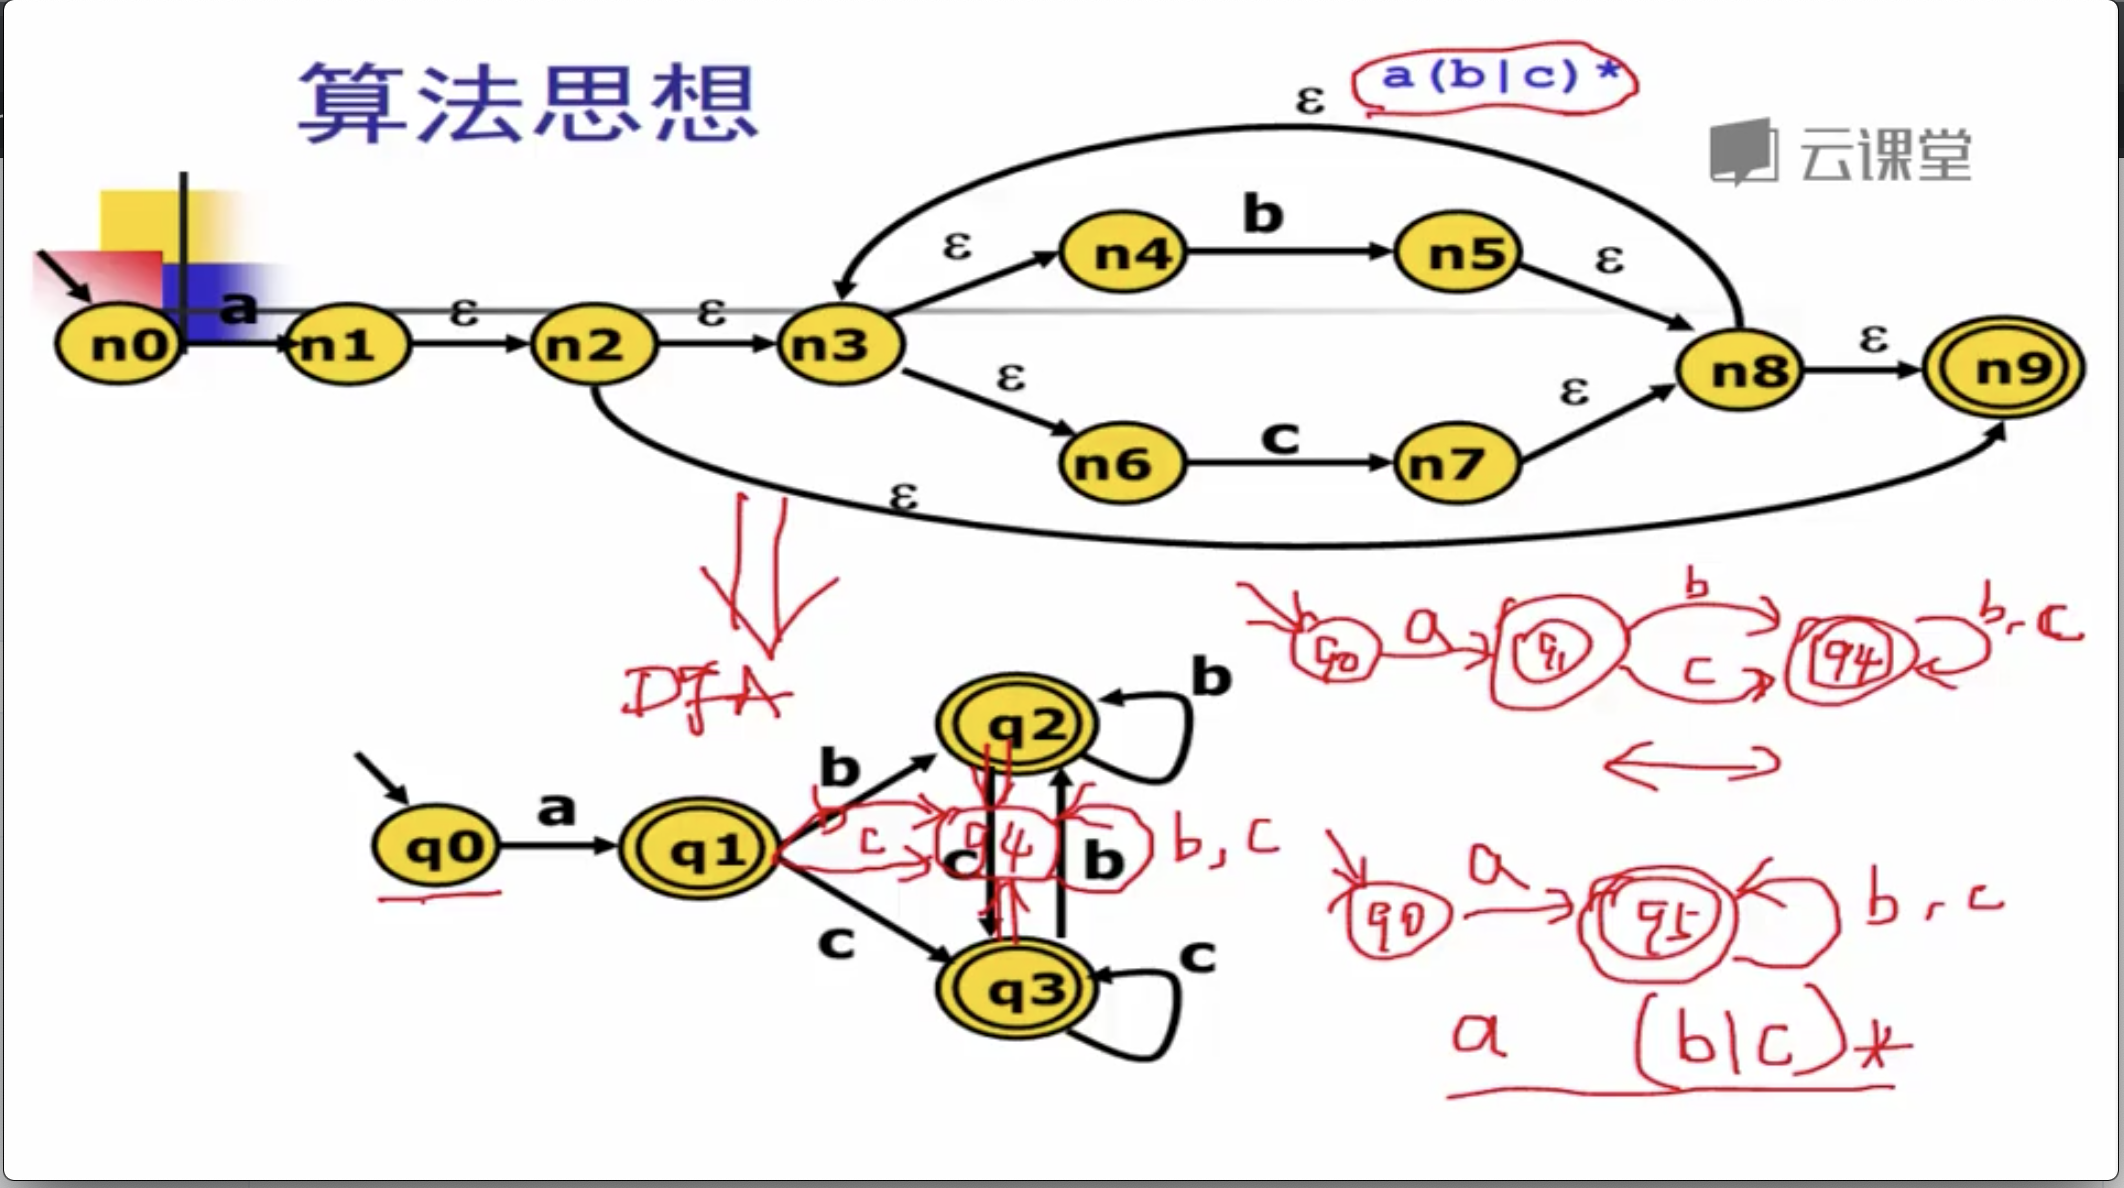 算法思想
a(b|c)*
云课堂
ε
n4 b n5
ε ε
n0 a n1 ε n2 ε n3 n8 ε n9
ε ε
n6 c n7
ε
DFA
q0 a q1 b c q4 b, c
q2 b
b
q0 a q1 b c q4 c b b, c
c
q3 c
q0 a q5 b, c
a (b|c)*